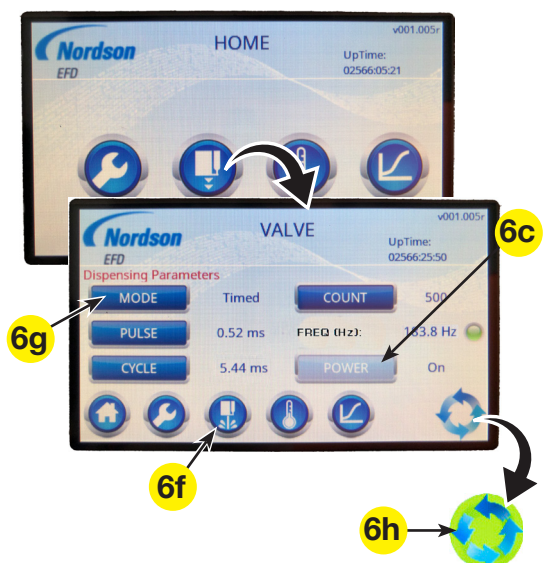 Nordson
EFD
HOME
v001.005r
UpTime:
02566:05:21
Nordson
EFD
VALVE
v001.005r
UpTime:
02566:25:50
6c
Dispensing Parameters
MODE Timed COUNT 500
6g
PULSE 0.52 ms FREQ (Hz): 183.8 Hz
CYCLE 5.44 ms POWER On
6f
6h